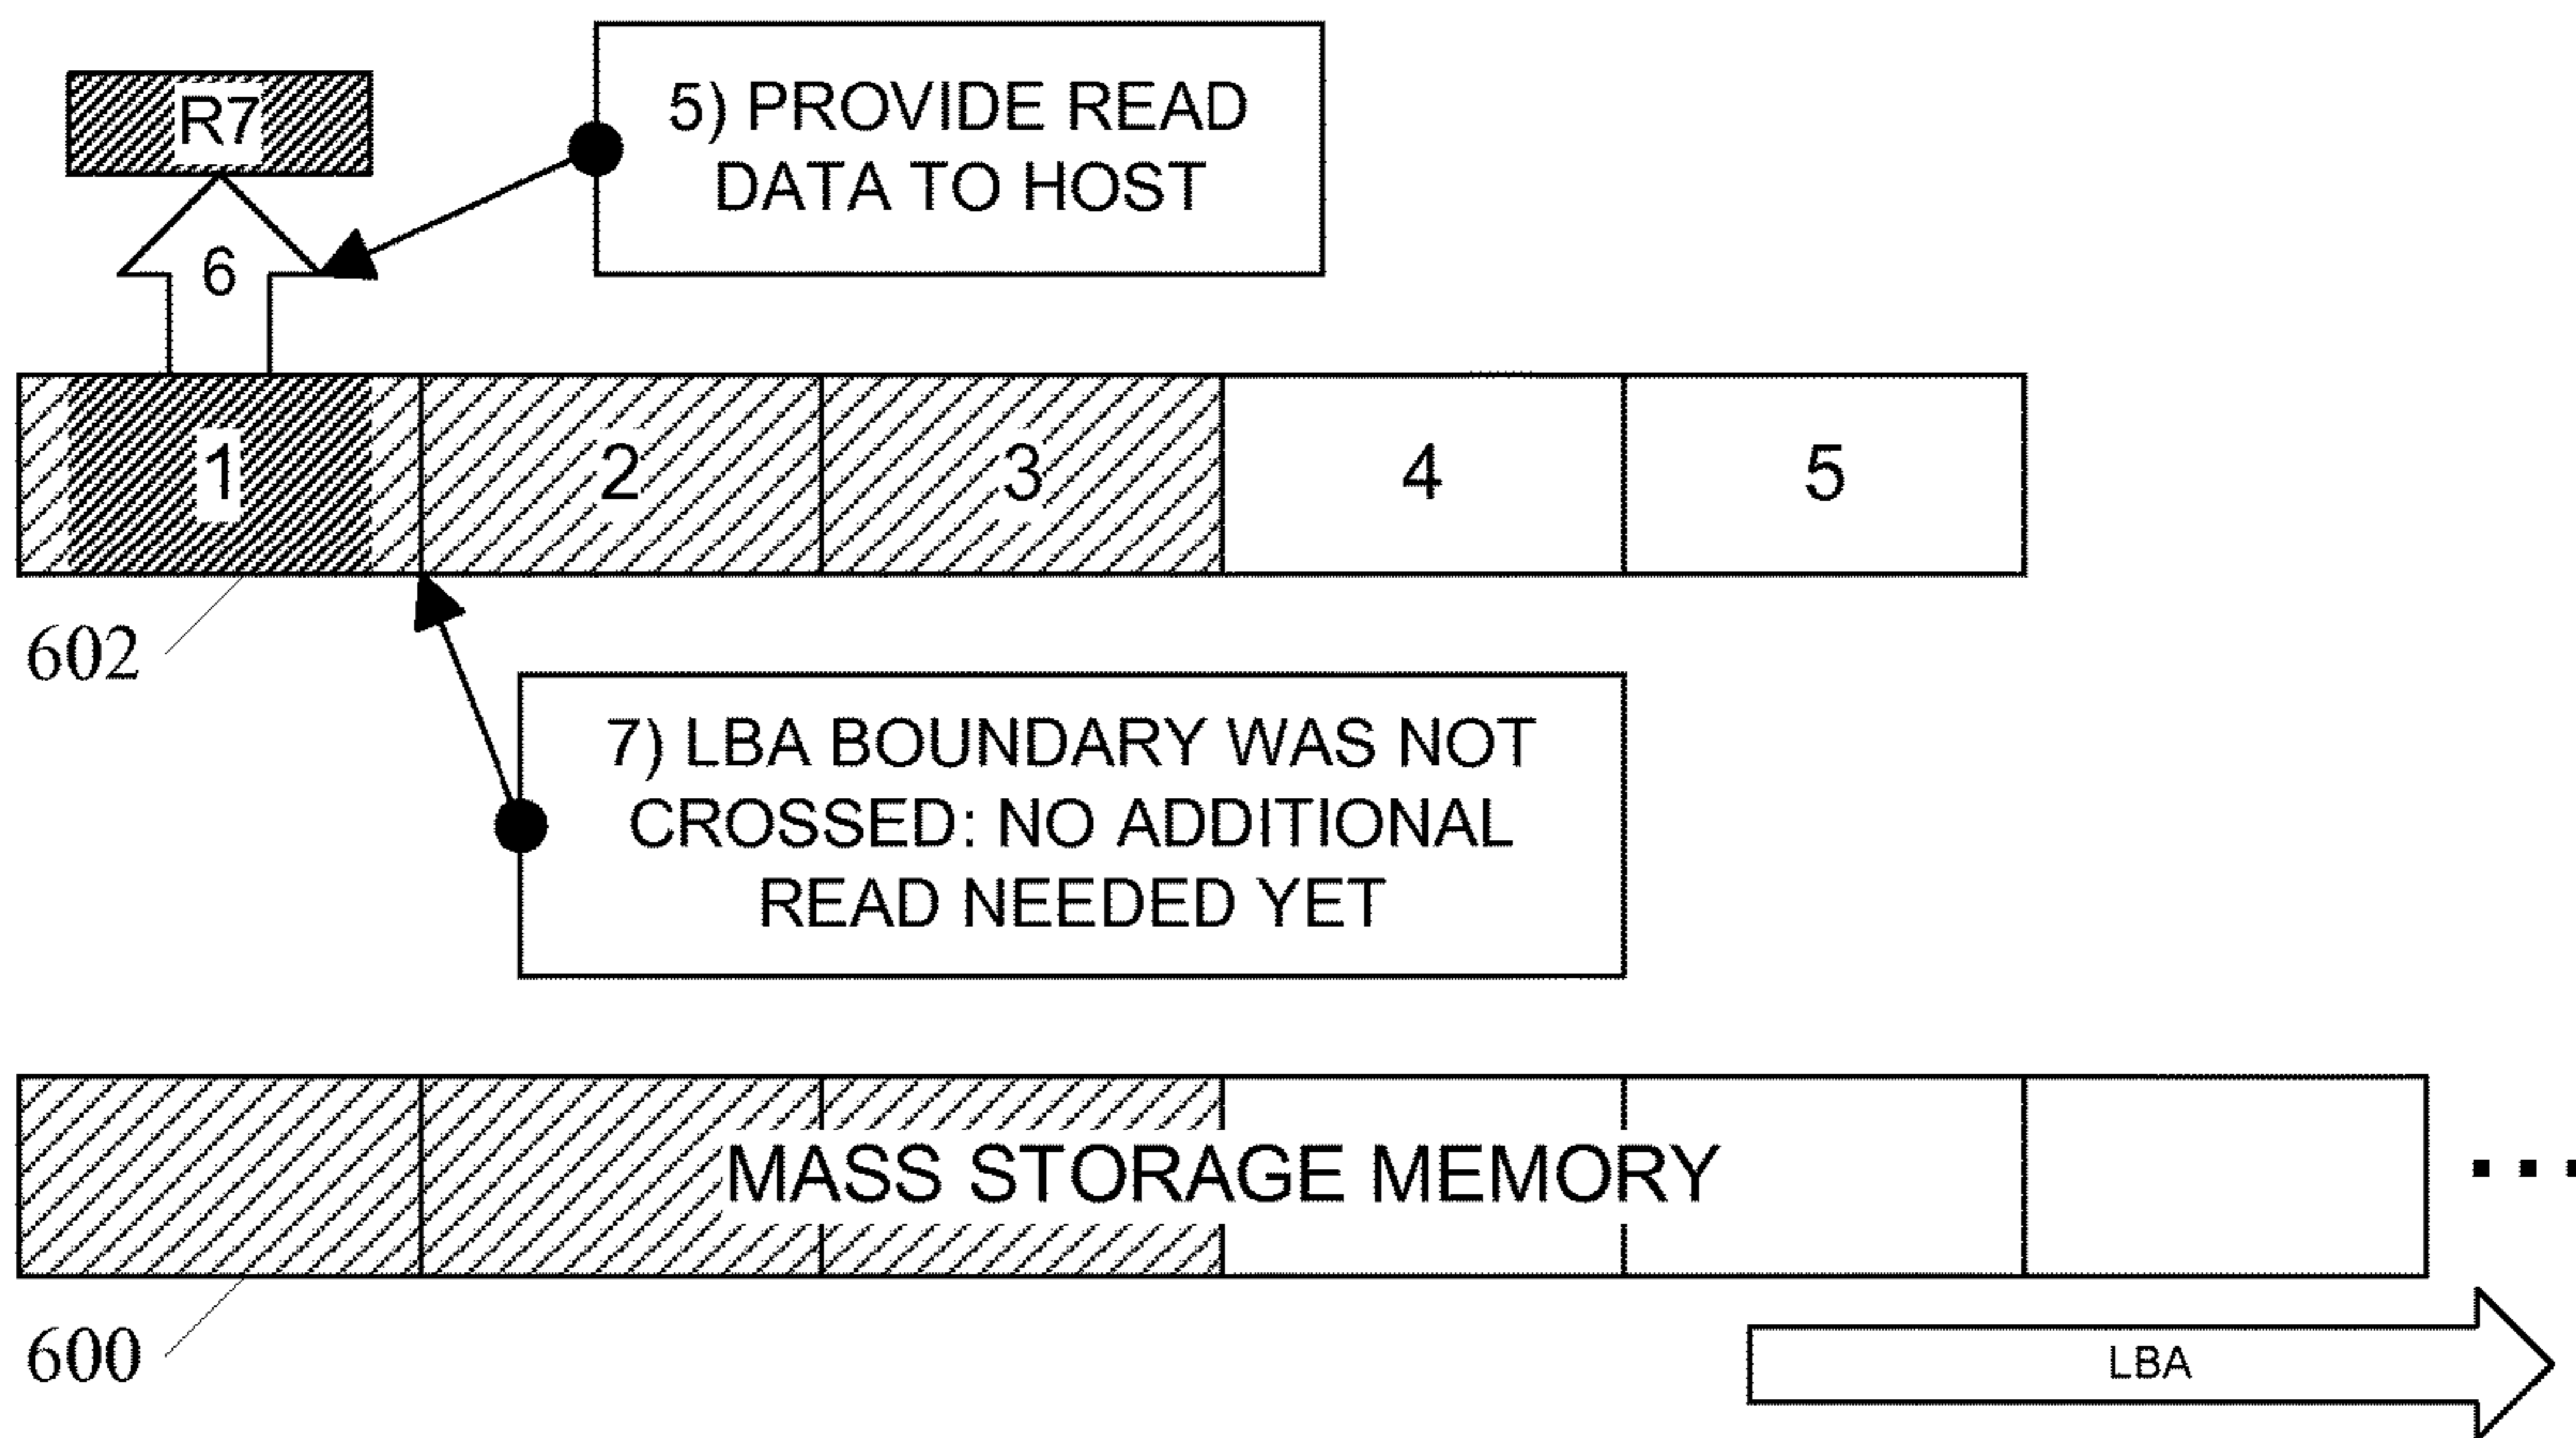 R7
5) PROVIDE READ
DATA TO HOST
6
1
2
3
4
5
602
7) LBA BOUNDARY WAS NOT
CROSSED: NO ADDITIONAL
READ NEEDED YET
MASS STORAGE MEMORY
...
600
LBA